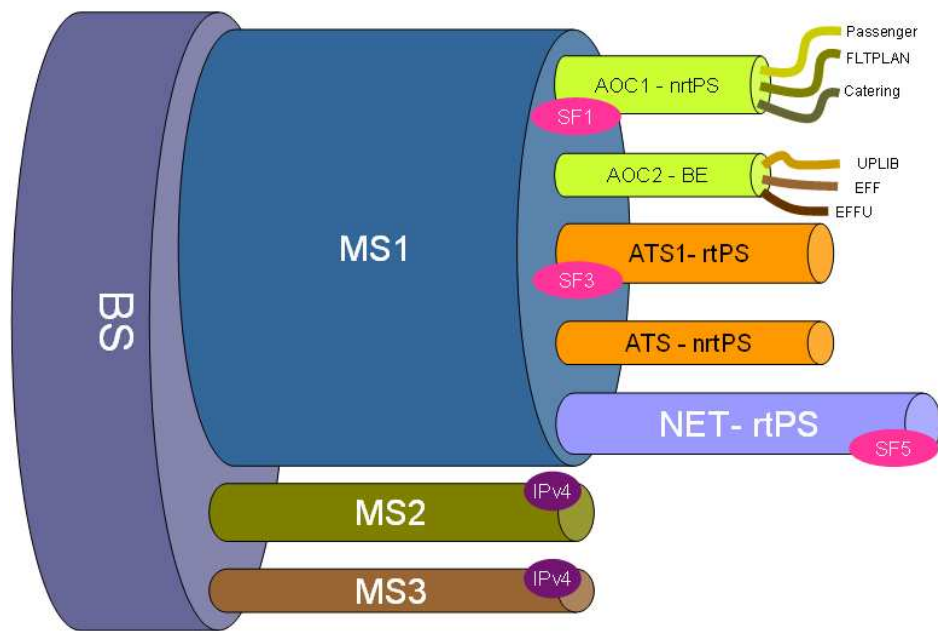 Passenger
FLTPLAN
Catering
AOC1 - nrtPS
SF1
UPLIB
EFF
EFFU
AOC2 - BE
MS1
ATS1- rtPS
SF3
BS
ATS - nrtPS
NET- rtPS
SF5
IPv4
MS2
IPv4
MS3